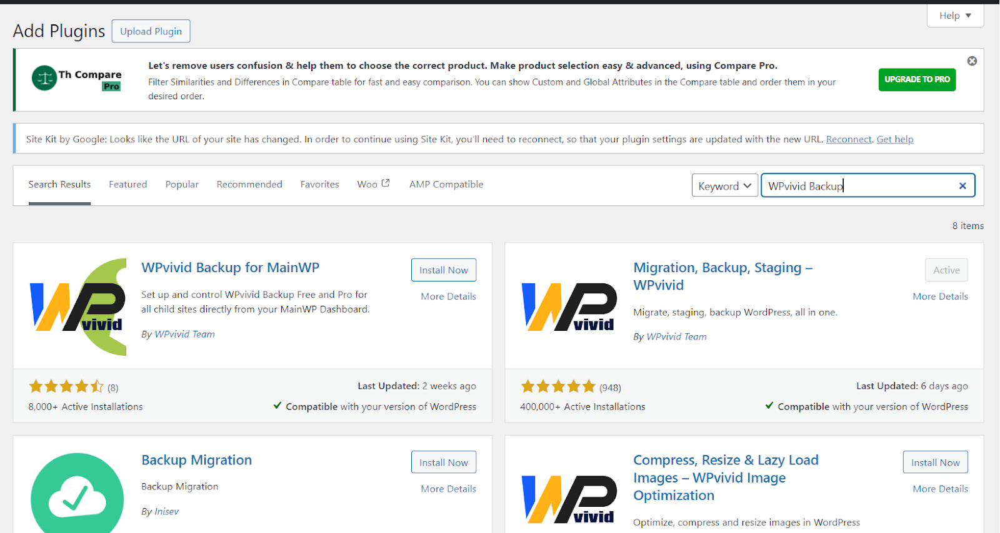 Help
Add Plugins Upload Plugin
Th Compare
Pro
Let's remove users confusion & help them to choose the correct product. Make product selection easy & advanced, using Compare Pro.
Filter Similarities and Differences in Compare table for fast and easy comparison. You can show Custom and Global Attributes in the Compare table and order them in your
desired order.
UPGRADE TO PRO
Site Kit by Google: Looks like the URL of your site has changed. In order to continue using Site Kit, you'll need to reconnect, so that your plugin settings are updated with the new URL. Reconnect. Get help
Search Results Featured Popular Recommended Favorites Woo AMP Compatible Keyword WPvivid Backup
8 items
WP
vivid
WPvivid Backup for MainWP
Install Now
More Details
Set up and control WPvivid Backup Free and Pro for
all child sites directly from your MainWP Dashboard.
By WPvivid Team
(8)
Last Updated: 2 weeks ago
8,000+ Active Installations
Compatible with your version of WordPress
WP
vivid
Migration, Backup, Staging –
WPvivid
Active
More Details
Migrate, staging, backup WordPress, all in one.
By WPvivid Team
(948)
Last Updated: 6 days ago
400,000+ Active Installations
Compatible with your version of WordPress
Backup Migration
Install Now
More Details
Backup Migration
By Inisev
WP
vivid
Compress, Resize & Lazy Load
Images – WPvivid Image
Optimization
Install Now
More Details
Optimize, compress and resize images in WordPress